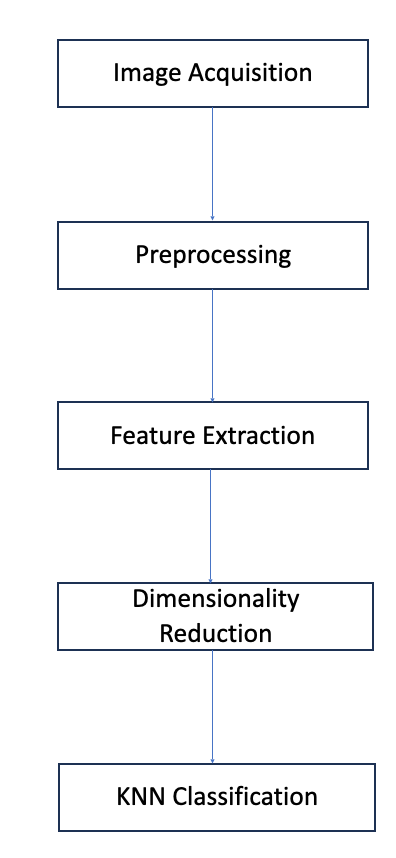 Image Acquisition
Preprocessing
Feature Extraction
Dimensionality
Reduction
KNN Classification